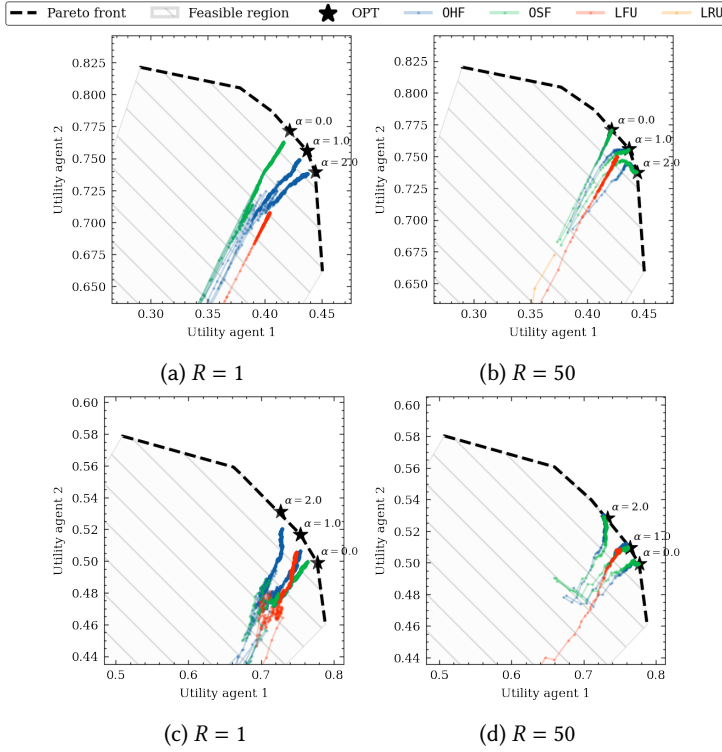 Pareto front Feasible region OPT OHF OSF LFU LRU
0.825
0.800
0.775
0.750
0.725
0.700
0.675
0.650
Utility agent 2
α = 0.0
α = 1.0
α = 2.0
0.30 0.35 0.40 0.45
Utility agent 1
(a) R = 1
0.825
0.800
0.775
0.750
0.725
0.700
0.675
0.650
Utility agent 2
α = 0.0
α = 1.0
α = 2.0
0.30 0.35 0.40 0.45
Utility agent 1
(b) R = 50
0.60
0.58
0.56
0.54
0.52
0.50
0.48
0.46
0.44
Utility agent 2
α = 2.0
α = 1.0
α = 0.0
0.5 0.6 0.7 0.8
Utility agent 1
(c) R = 1
0.60
0.58
0.56
0.54
0.52
0.50
0.48
0.46
0.44
Utility agent 2
α = 2.0
α = 1.0
α = 0.0
0.5 0.6 0.7 0.8
Utility agent 1
(d) R = 50